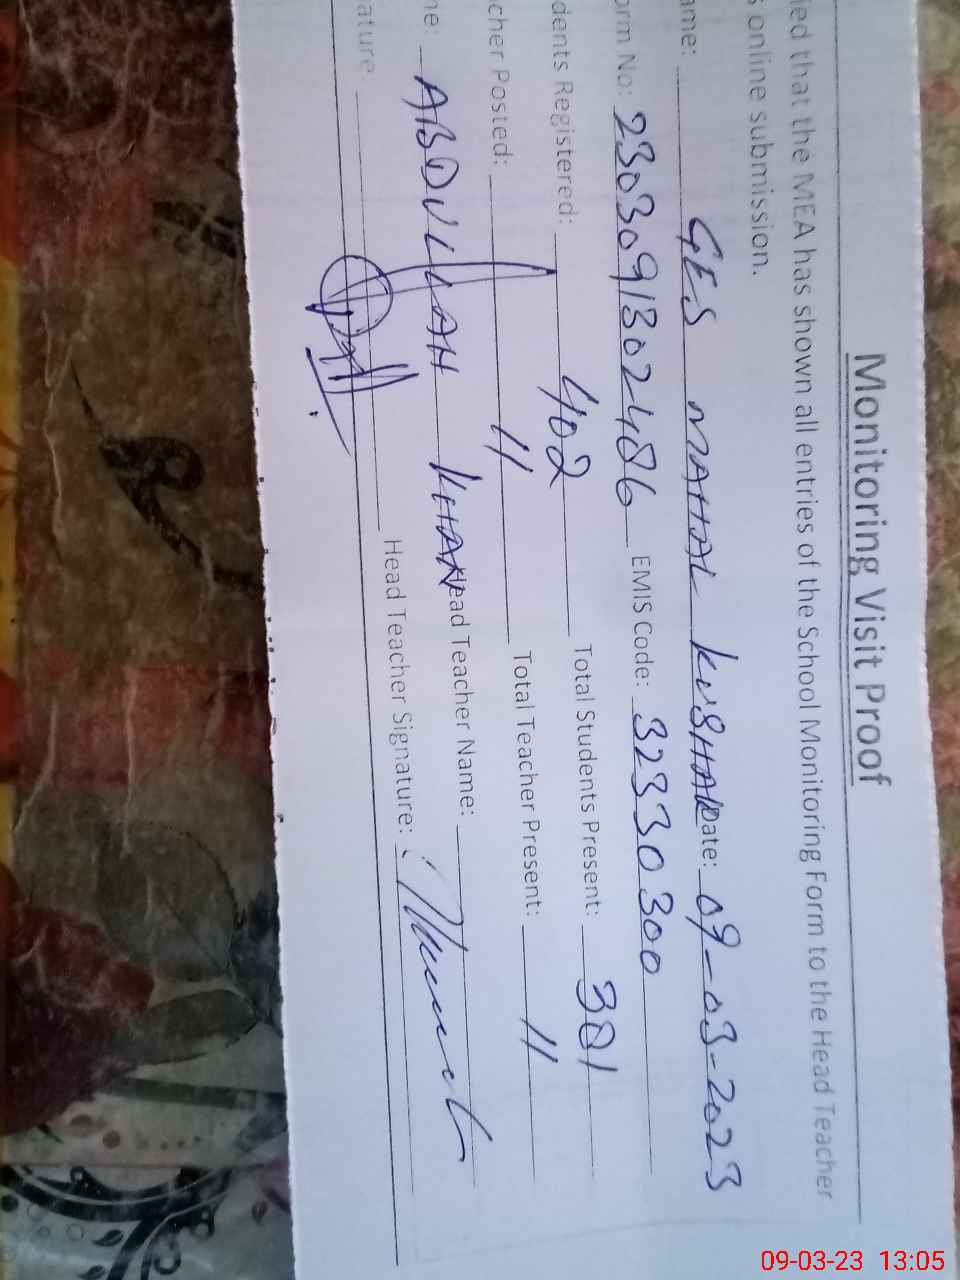 Monitoring Visit Proof
ied that the MEA has shown all entries of the School Monitoring Form to the Head Teacher
s online submission.
ame: GES MAHAL KUSHAL Date: 09-03-2023
orm No: 2303091302486 EMIS Code: 32330300
dents Registered: 402 Total Students Present: 381
cher Posted: 11 Total Teacher Present: 11
ne: ABDULLAH KHAN Head Teacher Name:
ature: Head Teacher Signature:
09-03-23 13:05